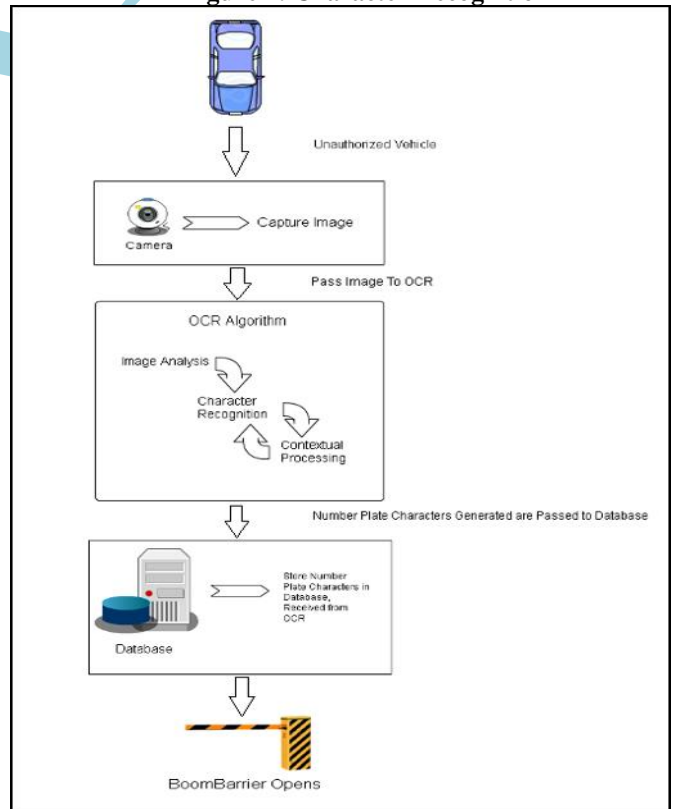 Unauthorized Vehicle
Camera
Capture Image
Pass Image To OCR
OCR Algorithm
Image Analysis
Character
Recognition
Contextual
Processing
Number Plate Characters Generated are Passed to Database
Store Number
Plate Characters in
Database,
Received from
OCR
Database
BoomBarrier Opens